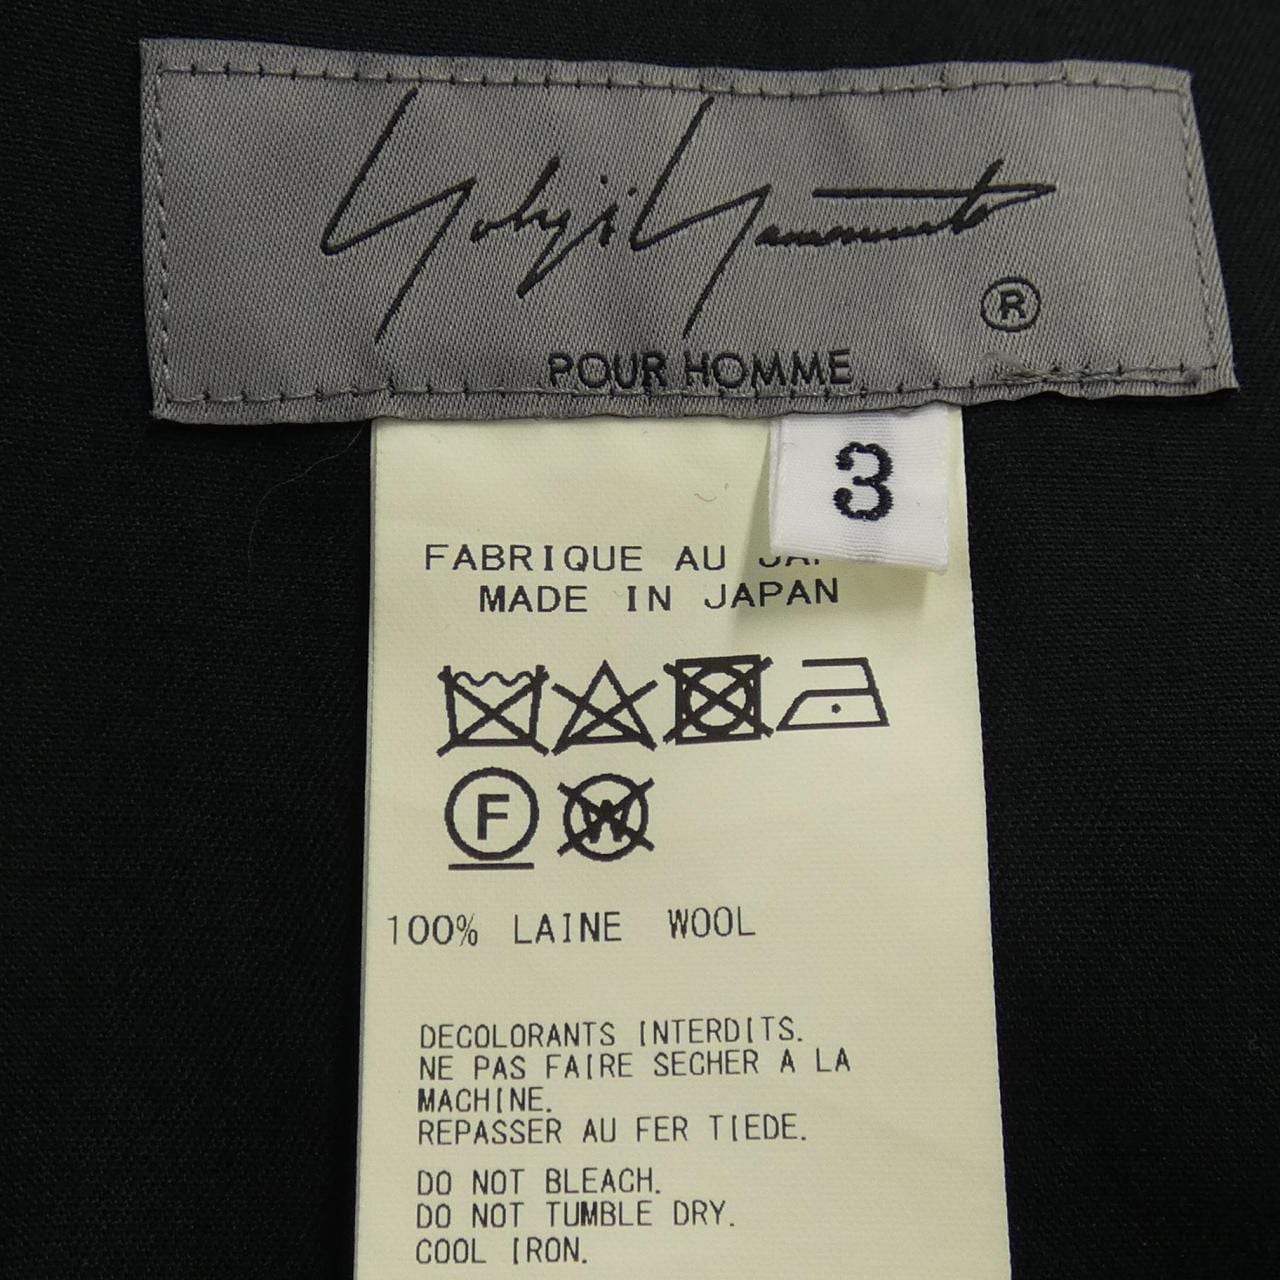 Yohji Yamamoto
®
POUR HOMME
3
FABRIQUE AU
MADE IN JAPAN
F W
100% LAINE WOOL
DECOLORANTS INTERDITS.
NE PAS FAIRE SECHER A LA
MACHINE.
REPASSER AU FER TIEDE.
DO NOT BLEACH.
DO NOT TUMBLE DRY.
COOL IRON.